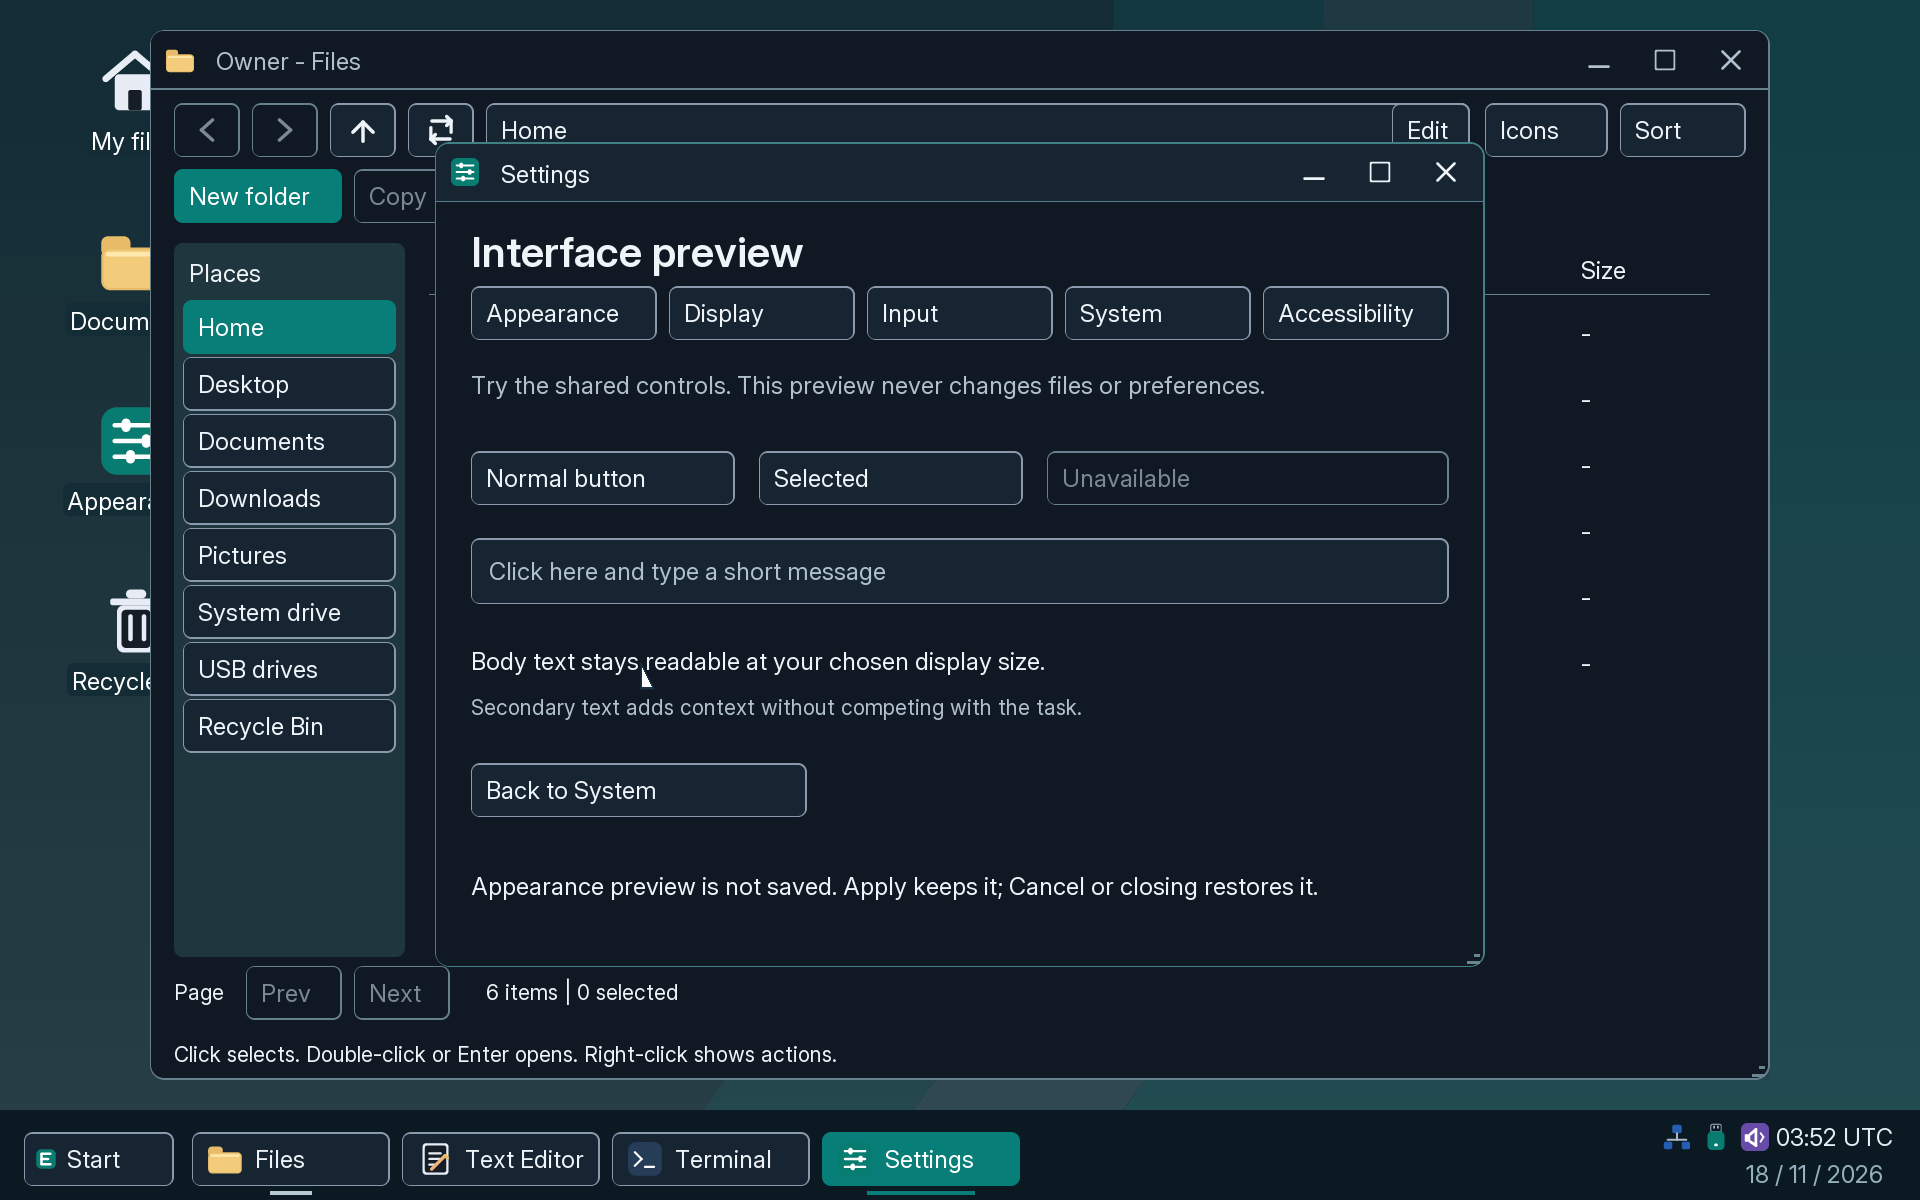 Owner - Files
My fil
Home
Edit
Icons
Sort
Settings
New folder
Copy
Interface preview
Places
Size
Appearance
Display
Input
System
Accessibility
Home
Docum
Desktop
Try the shared controls. This preview never changes files or preferences.
-
-
Documents
Normal button
Selected
Unavailable
-
Appeara
Downloads
-
Pictures
Click here and type a short message
System drive
-
Body text stays readable at your chosen display size.
-
USB drives
Recycle
Secondary text adds context without competing with the task.
Recycle Bin
Back to System
Appearance preview is not saved. Apply keeps it; Cancel or closing restores it.
Page
Prev
Next
6 items | 0 selected
Click selects. Double-click or Enter opens. Right-click shows actions.
E Start
Files
Text Editor
Terminal
Settings
03:52 UTC
18 / 11 / 2026